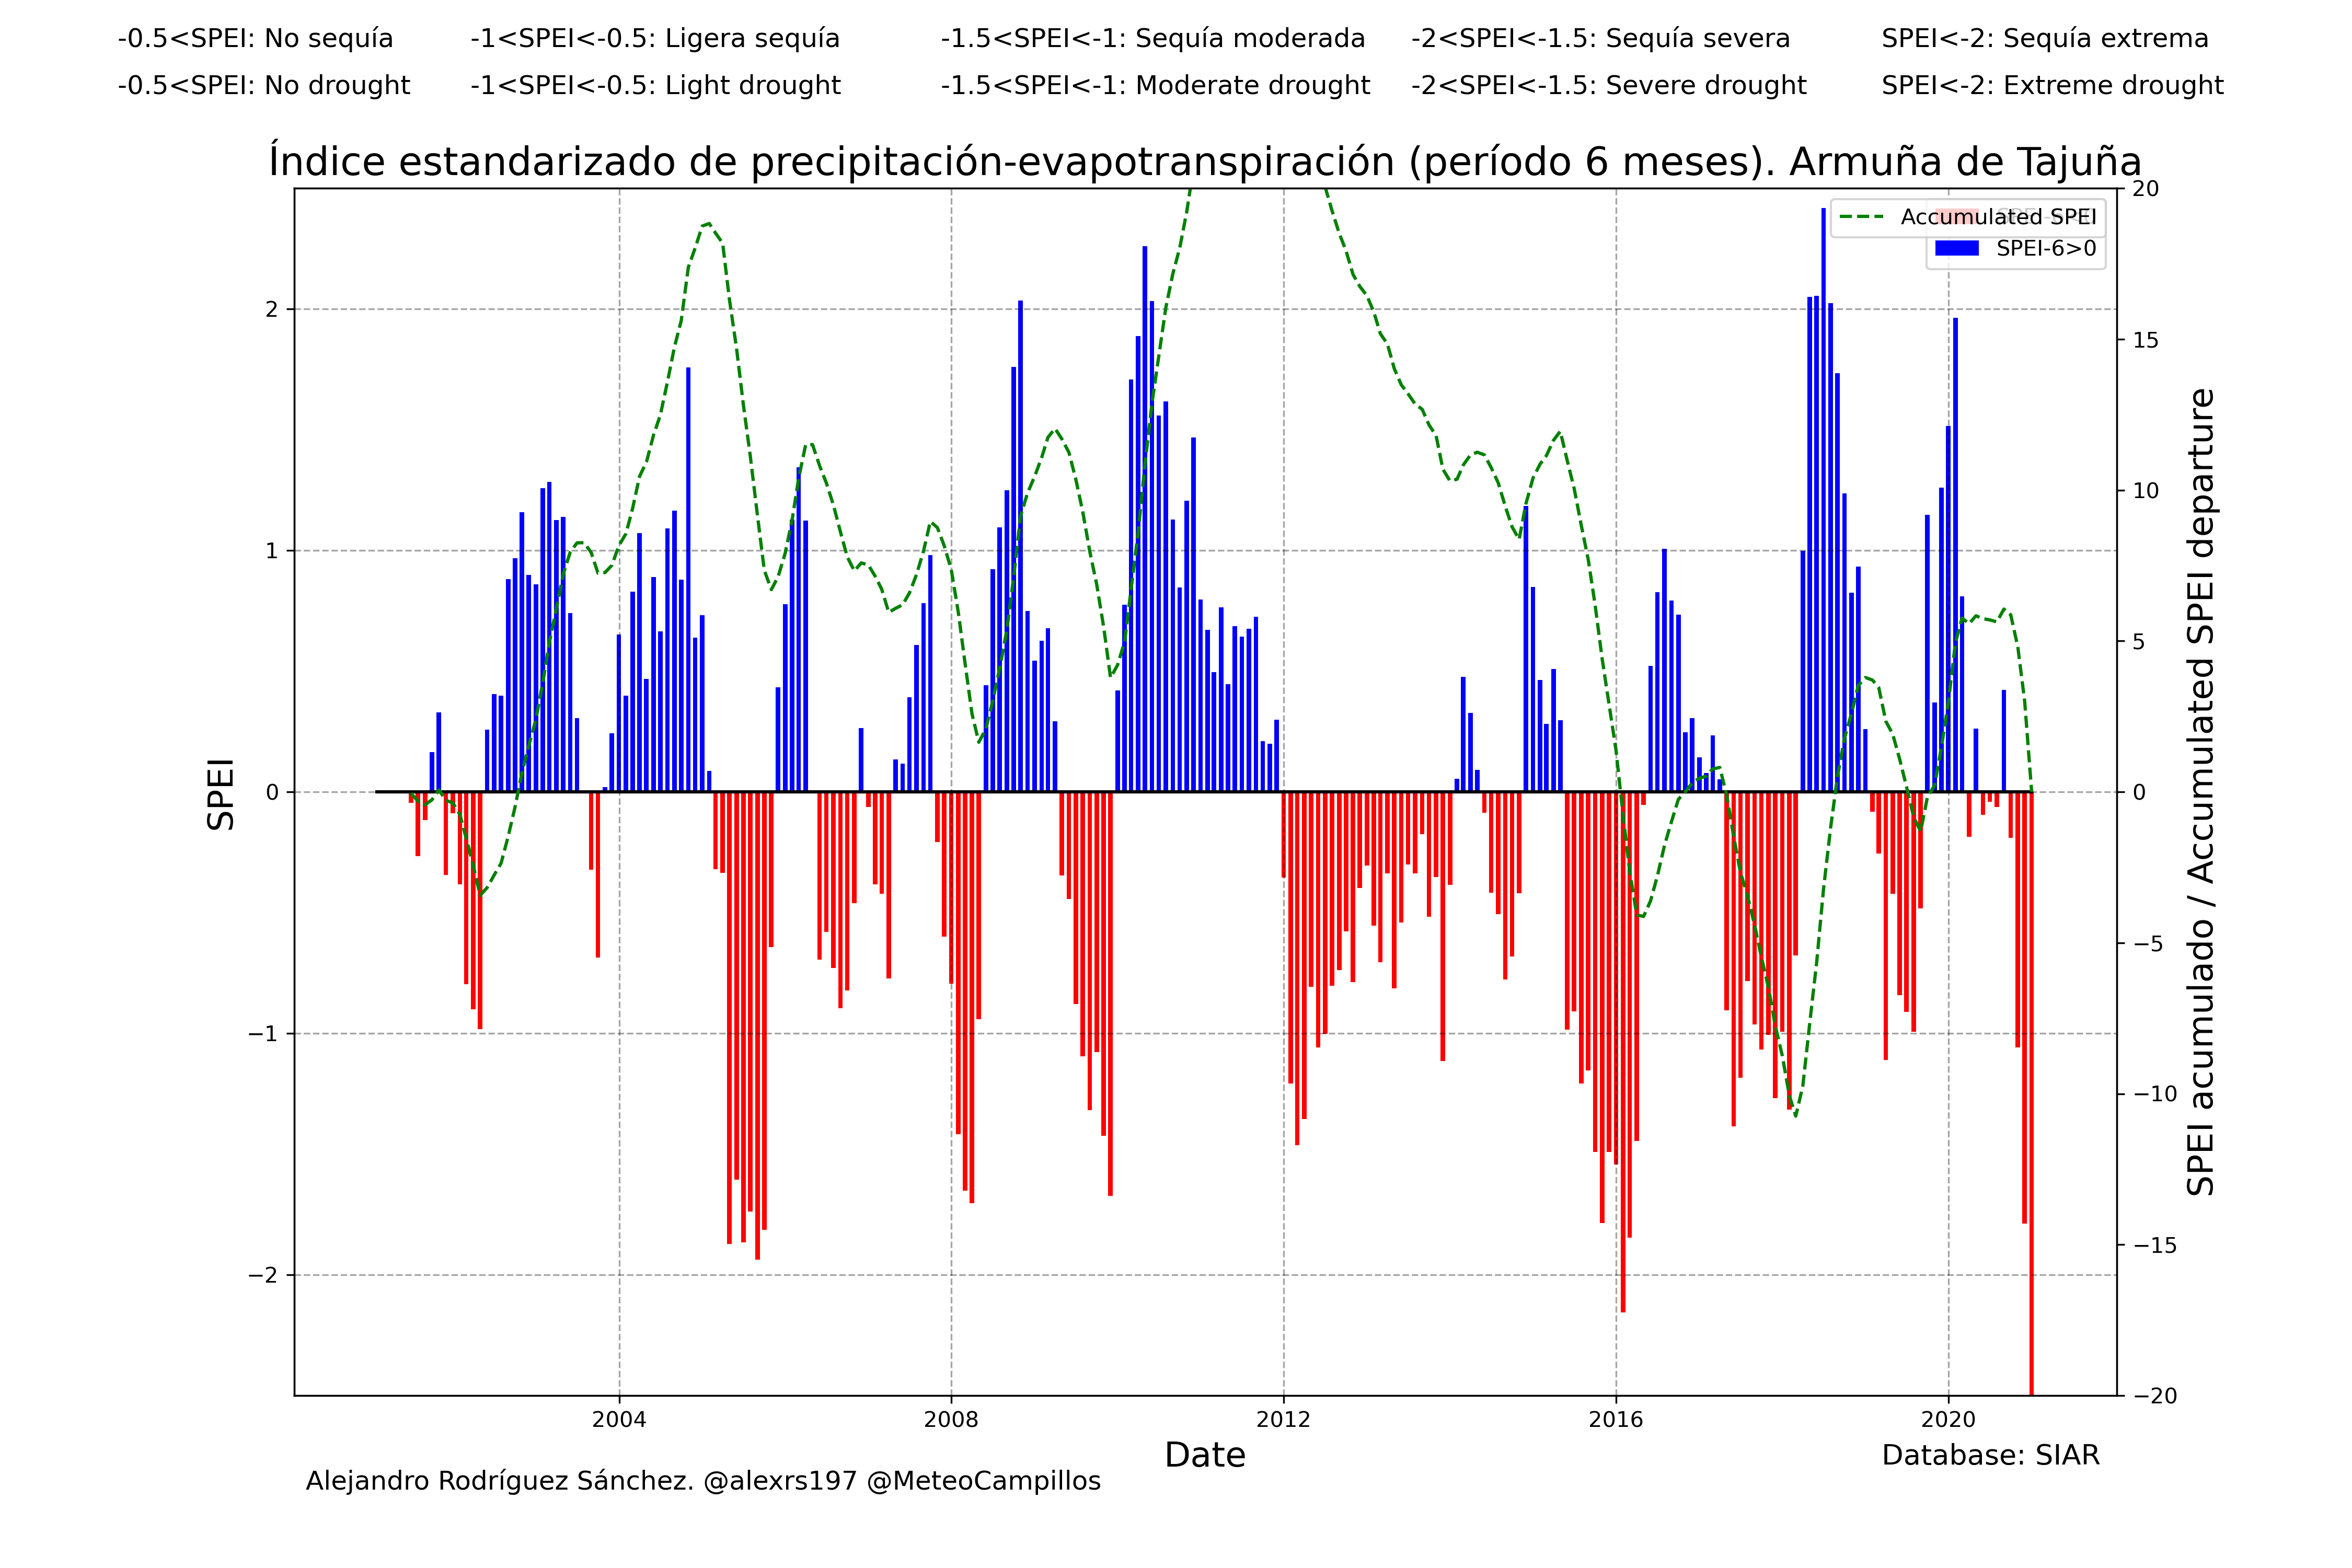 -0.5<SPEI: No sequía -1<SPEI<-0.5: Ligera sequía -1.5<SPEI<-1: Sequía moderada -2<SPEI<-1.5: Sequía severa SPEI<-2: Sequía extrema
-0.5<SPEI: No drought -1<SPEI<-0.5: Light drought -1.5<SPEI<-1: Moderate drought -2<SPEI<-1.5: Severe drought SPEI<-2: Extreme drought
Índice estandarizado de precipitación-evapotranspiración (período 6 meses). Armuña de Tajuña
Accumulated SPEI
SPEI-6>0
SPEI
2
1
0
−1
−2
20
15
10
5
0
−5
−10
−15
−20
SPEI acumulado / Accumulated SPEI departure
2004 2008 2012 2016 2020
Date
Database: SIAR
Alejandro Rodríguez Sánchez. @alexrs197 @MeteoCampillos